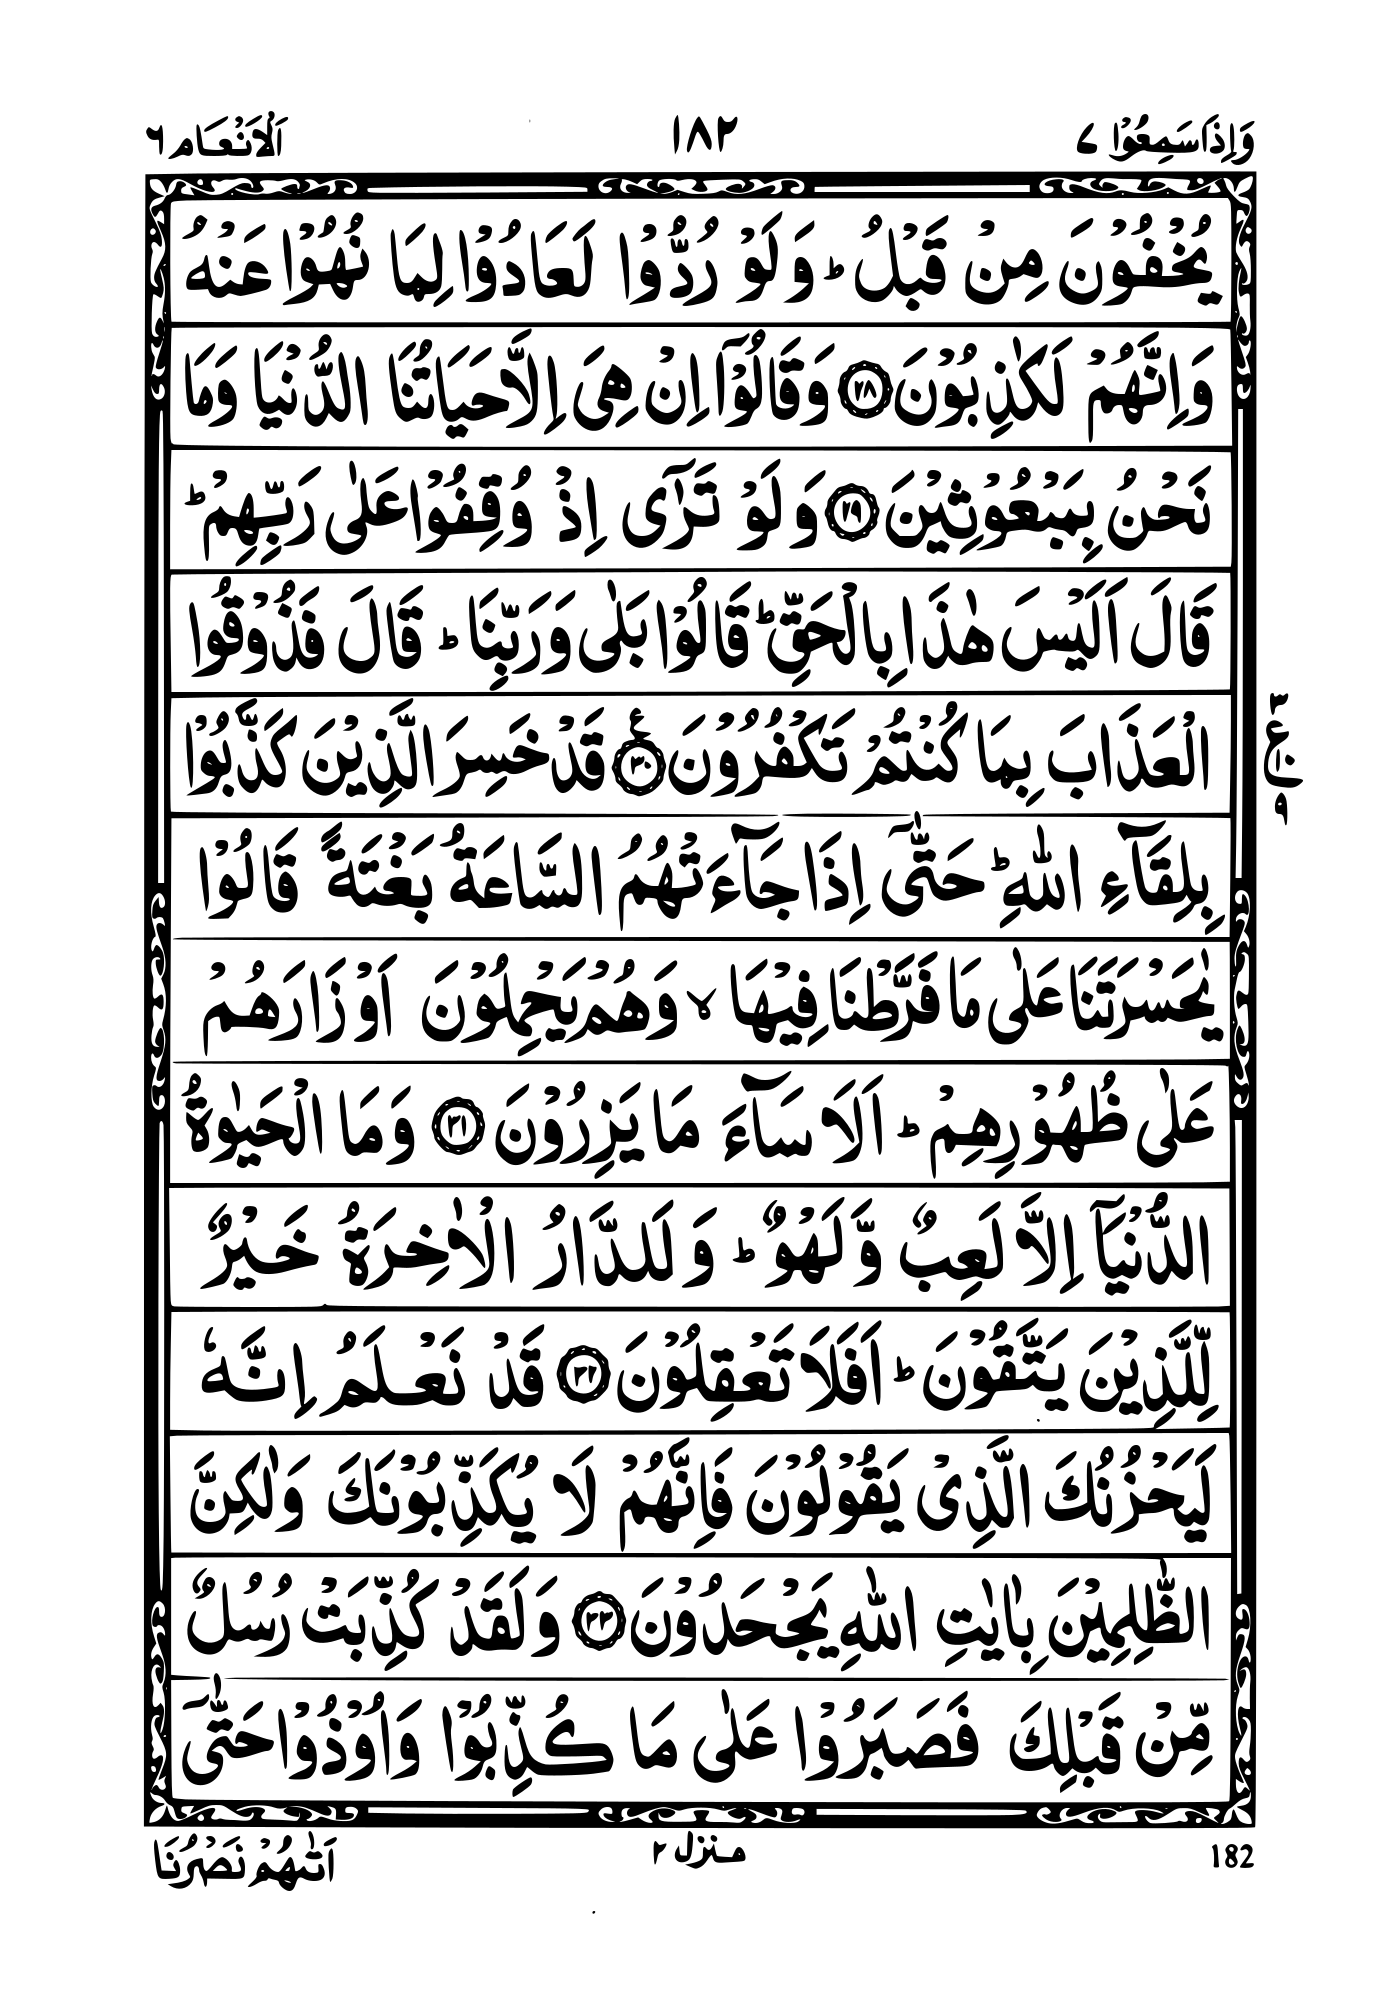 وَاِذَا سَمِعُوْا ٧
١٨٢
اَلْاَنْعَام ٦
يُخْفُوْنَ مِنْ قَبْلُ ؕ وَلَوْ رُدُّوْا لَعَادُوْا لِمَا نُهُوْا عَنْهُ
وَاِنَّهُمْ لَكٰذِبُوْنَ ﴿٢٨﴾ وَقَالُوْۤا اِنْ هِىَ اِلَّا حَيَاتُنَا الدُّنْيَا وَمَا
نَحْنُ بِمَبْعُوْثِيْنَ ﴿٢٩﴾ وَلَوْ تَرٰۤى اِذْ وُقِفُوْا عَلٰى رَبِّهِمْ ؕ
قَالَ اَلَيْسَ هٰذَا بِالْحَقِّ ؕ قَالُوْا بَلٰى وَرَبِّنَا ؕ قَالَ فَذُوْقُوا
الْعَذَابَ بِمَا كُنْتُمْ تَكْفُرُوْنَ ﴿٣٠﴾ ع قَدْ خَسِرَ الَّذِيْنَ كَذَّبُوْا
٣
ع
١٠
٩
بِلِقَآءِ اللّٰهِ ؕ حَتّٰۤى اِذَا جَآءَتْهُمُ السَّاعَةُ بَغْتَةً قَالُوْا
يٰحَسْرَتَنَا عَلٰى مَا فَرَّطْنَا فِيْهَا ۙ وَهُمْ يَحْمِلُوْنَ اَوْزَارَهُمْ
عَلٰى ظُهُوْرِهِمْ ؕ اَلَا سَآءَ مَا يَزِرُوْنَ ﴿٣١﴾ وَمَا الْحَيٰوةُ
الدُّنْيَاۤ اِلَّا لَعِبٌ وَّلَهْوٌ ؕ وَلَلدَّارُ الْاٰخِرَةُ خَيْرٌ
لِّلَّذِيْنَ يَتَّقُوْنَ ؕ اَفَلَا تَعْقِلُوْنَ ﴿٣٢﴾ قَدْ نَعْلَمُ اِنَّهٗ
لَيَحْزُنُكَ الَّذِىْ يَقُوْلُوْنَ فَاِنَّهُمْ لَا يُكَذِّبُوْنَكَ وَلٰكِنَّ
الظّٰلِمِيْنَ بِاٰيٰتِ اللّٰهِ يَجْحَدُوْنَ ﴿٣٣﴾ وَلَقَدْ كُذِّبَتْ رُسُلٌ
مِّنْ قَبْلِكَ فَصَبَرُوْا عَلٰى مَا كُذِّبُوْا وَاُوْذُوْا حَتّٰۤى
182
منزل ٢
اَتٰىهُمْ نَصْرُنَا